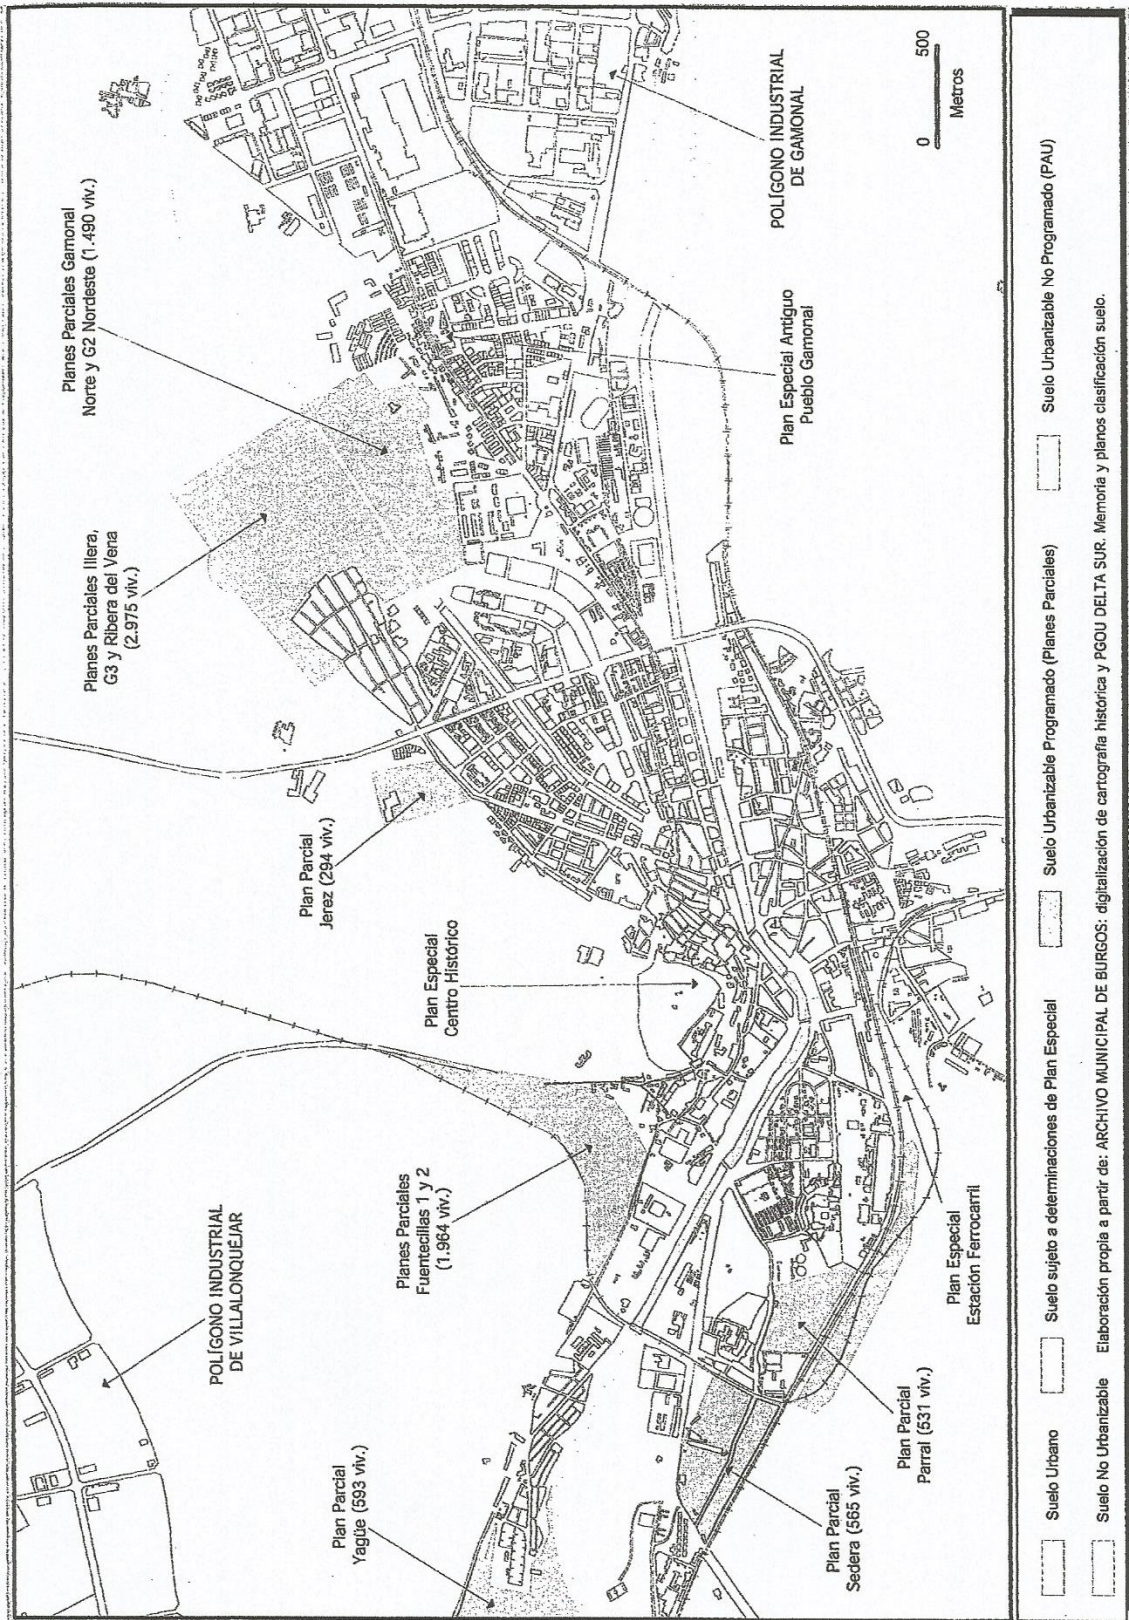 Planes Parciales Gamonal
Norte y G2 Nordeste (1.490 viv.)
Planes Parciales Illera,
G3 y Ribera del Vena
(2.975 viv.)
Plan Parcial
Jerez (294 viv.)
Plan Especial
Centro Histórico
Planes Parciales
Fuentecillas 1 y 2
(1.964 viv.)
POLÍGONO INDUSTRIAL
DE VILLALONQUÉJAR
Plan Parcial
Yagüe (593 viv.)
Plan Parcial
Sedera (565 viv.)
Plan Parcial
Parral (531 viv.)
Plan Especial
Estación Ferrocarril
Plan Especial Antiguo
Pueblo Gamonal
POLÍGONO INDUSTRIAL
DE GAMONAL
0 500
Metros
Suelo Urbano
Suelo sujeto a determinaciones de Plan Especial
Suelo Urbanizable Programado (Planes Parciales)
Suelo Urbanizable No Programado (PAU)
Suelo No Urbanizable
Elaboración propia a partir de: ARCHIVO MUNICIPAL DE BURGOS: digitalización de cartografía histórica y PGOU DELTA SUR. Memoria y planos clasificación suelo.